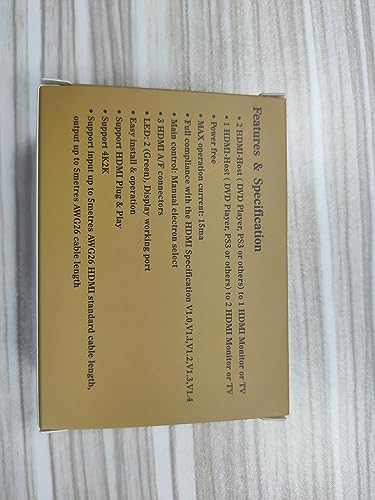 Features & Specification
• 2 HDMI-Host ( DVD Player, PS3 or others) to 1 HDMI Monitor or TV
• 1 HDMI-Host ( DVD Player, PS3 or others) to 2 HDMI Monitor or TV
• Power free
• MAX operation current: 15ma
• Full compliance with the HDMI Specification V1.0,V1.1,V1.2,V1.3,V1.4
• Main control: Manual electron select
• 3 HDMI A/F connectors
• LED: 2 (Green), Display working port
• Easy install & operation
• Support HDMI Plug & Play
• Support 4K2K
• Support input up to 5metres AWG26 HDMI standard cable length,
output up to 5metres AWG26 cable length